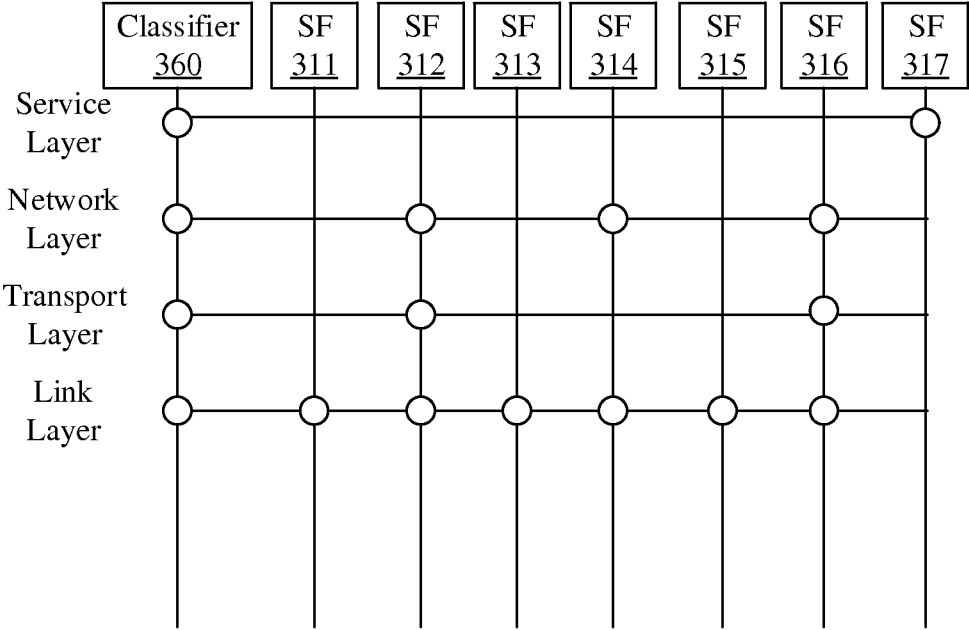 Classifier
360
SF
311
SF
312
SF
313
SF
314
SF
315
SF
316
SF
317
Service
Layer
Network
Layer
Transport
Layer
Link
Layer